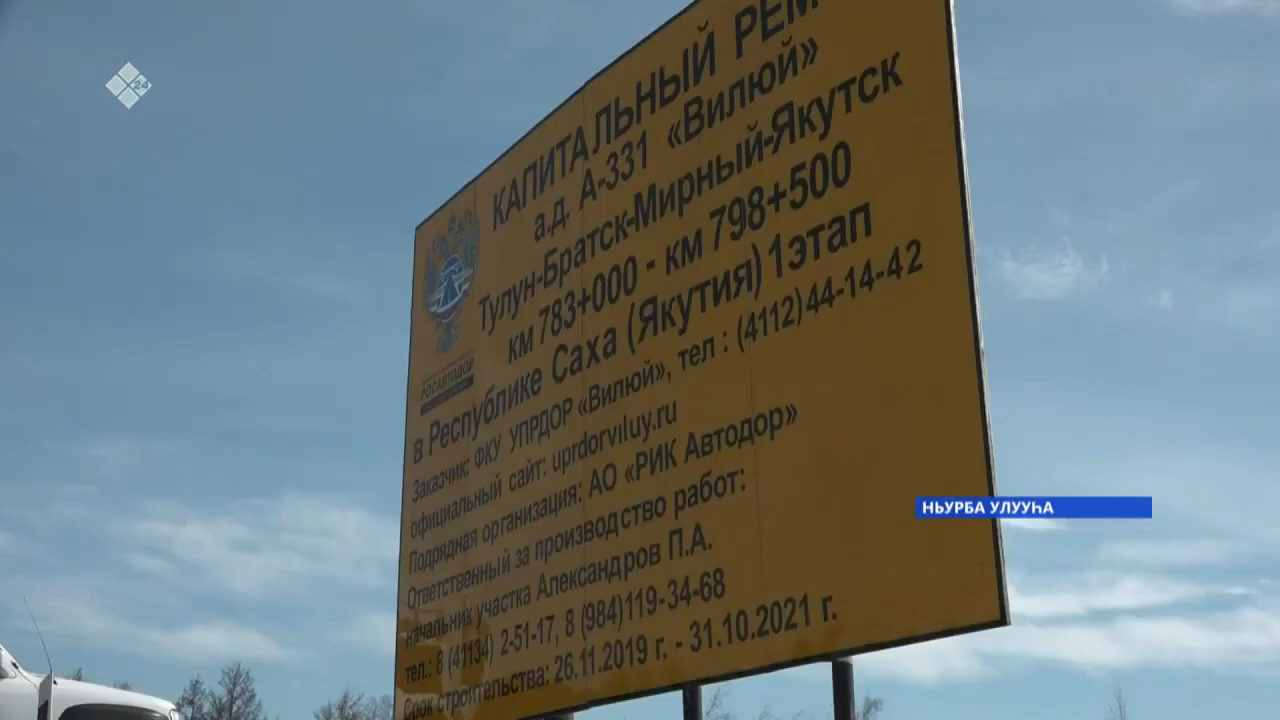 24
КАПИТАЛЬНЫЙ РЕМ
а.д. А-331 «Вилюй»
Тулун-Братск-Мирный-Якутск
км 783+000 - км 798+500
в Республике Саха (Якутия) 1этап
РОСАВТОДОР
Заказчик: ФКУ УПРДОР «Вилюй», тел : (4112)44-14-42
официальный сайт: uprdorviluy.ru
Подрядная организация: АО «РИК Автодор»
Ответственный за производство работ:
начальник участка Александров П.А.
тел.: 8 (41134) 2-51-17, 8 (984)119-34-68
Срок строительства: 26.11.2019 г. - 31.10.2021 г.
НЬУРБА УЛУУҺА